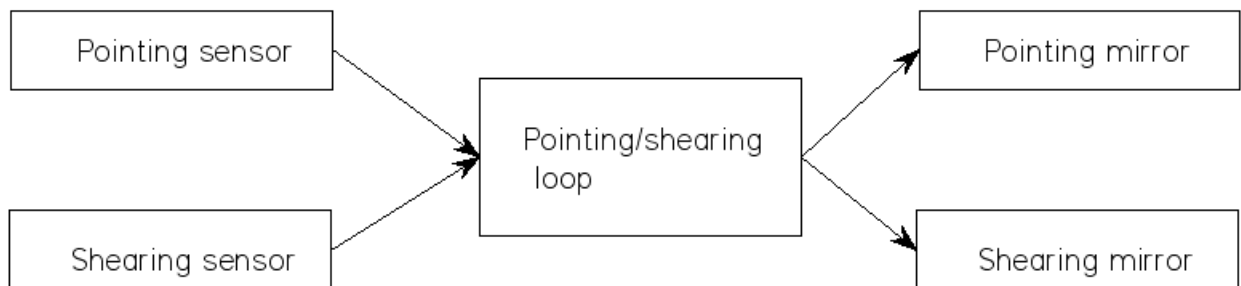 Pointing sensor
Pointing mirror
Pointing/shearing
loop
Shearing sensor
Shearing mirror